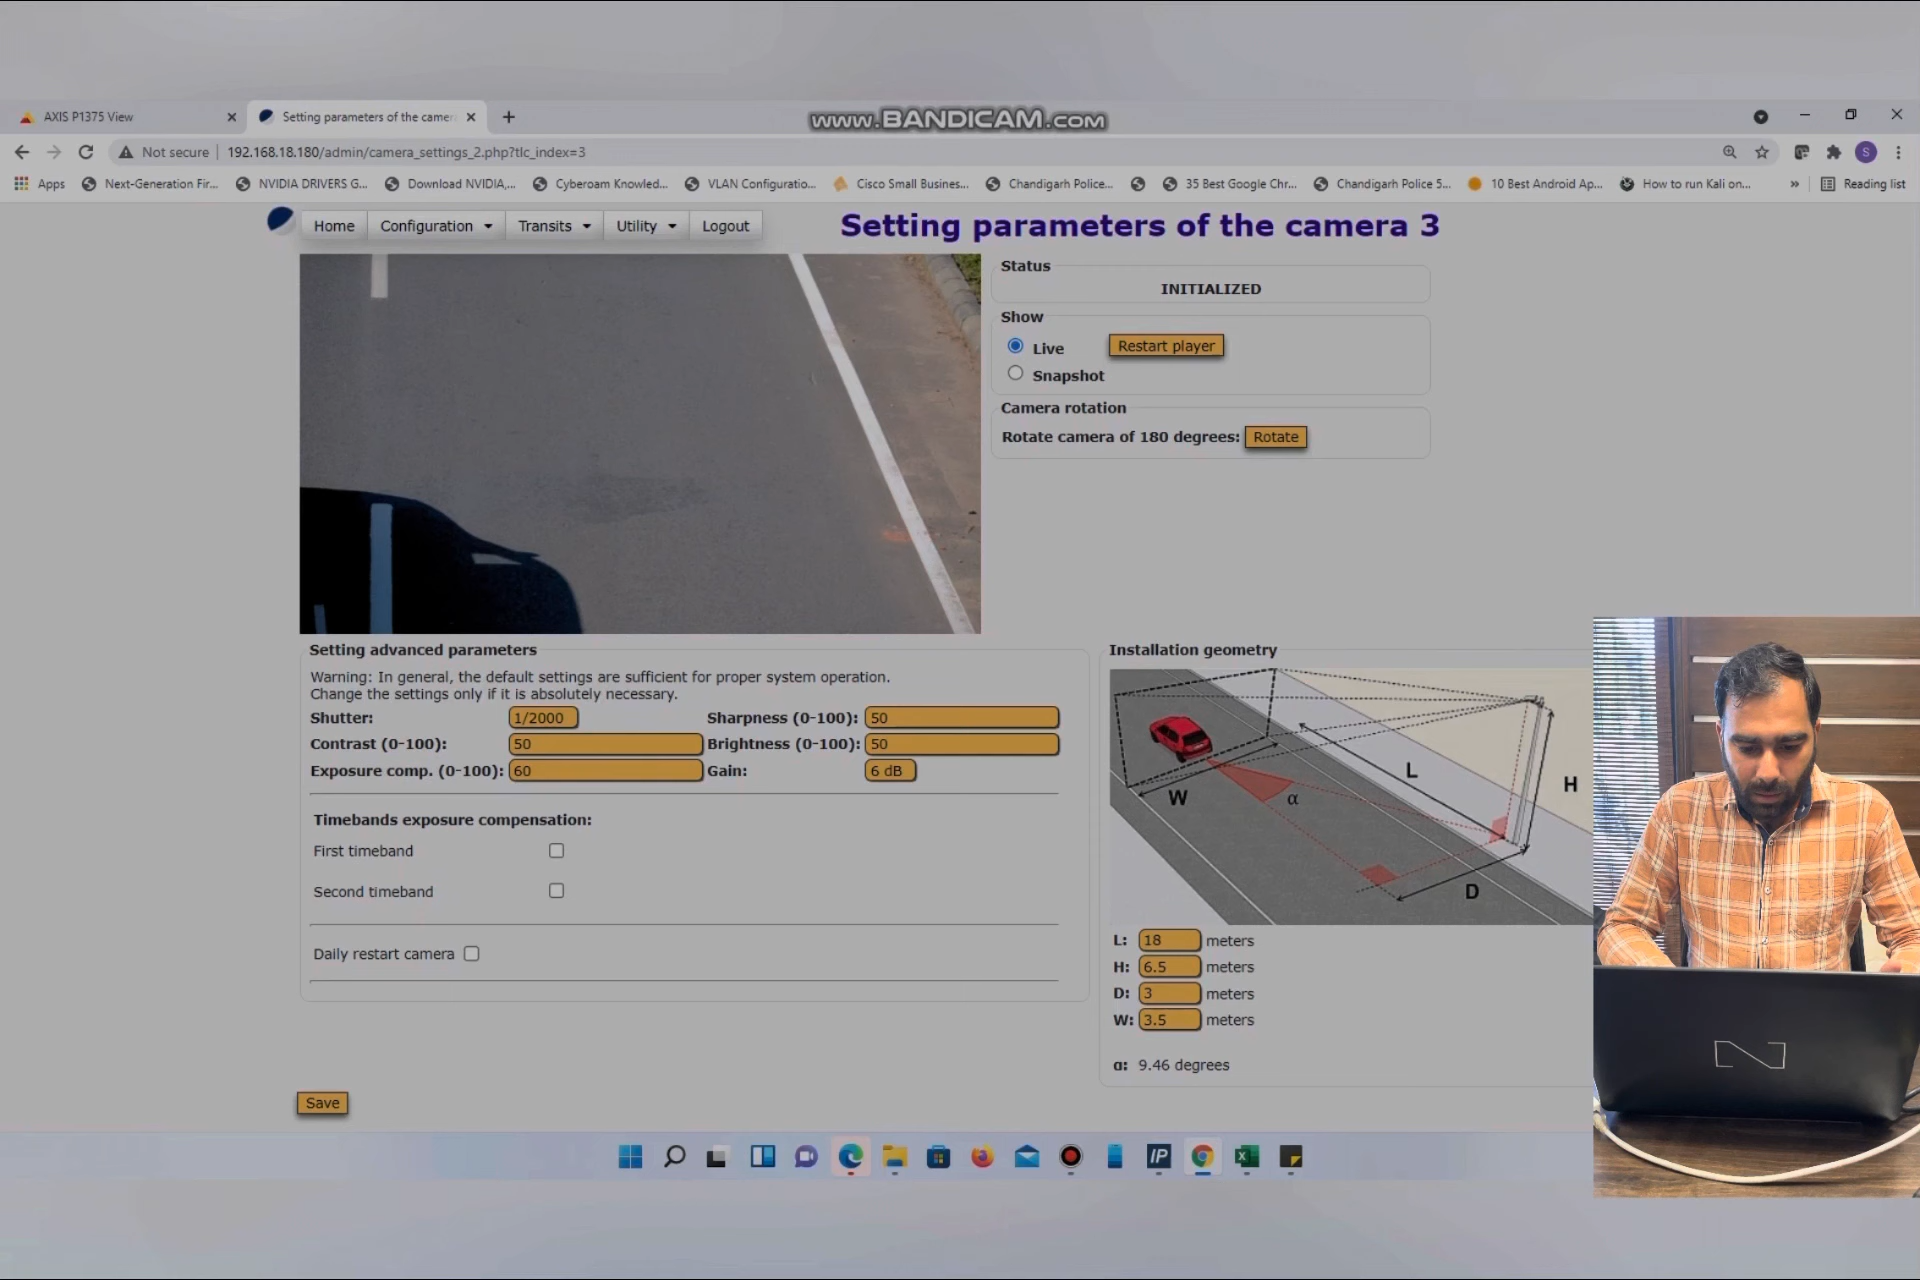 AXIS P1375 View
Setting parameters of the camer
www.BANDICAM.com
Not secure
192.168.18.180/admin/camera_settings_2.php?tlc_index=3
S
Apps
Next-Generation Fir...
NVIDIA DRIVERS G...
Download NVIDIA,...
Cyberoam Knowled...
VLAN Configuratio...
Cisco Small Busines...
Chandigarh Police...
35 Best Google Chr...
Chandigarh Police 5...
10 Best Android Ap...
How to run Kali on...
»
Reading list
Home
Configuration
Transits
Utility
Logout
Setting parameters of the camera 3
Status
INITIALIZED
Show
Live
Restart player
Snapshot
Camera rotation
Rotate camera of 180 degrees: Rotate
Setting advanced parameters
Warning: In general, the default settings are sufficient for proper system operation.
Change the settings only if it is absolutely necessary.
Shutter: 1/2000 Sharpness (0-100): 50
Contrast (0-100): 50 Brightness (0-100): 50
Exposure comp. (0-100): 60 Gain: 6 dB
Timebands exposure compensation:
First timeband
Second timeband
Daily restart camera
Save
Installation geometry
L
H
W
α
D
L: 18 meters
H: 6.5 meters
D: 3 meters
W: 3.5 meters
α: 9.46 degrees
IP